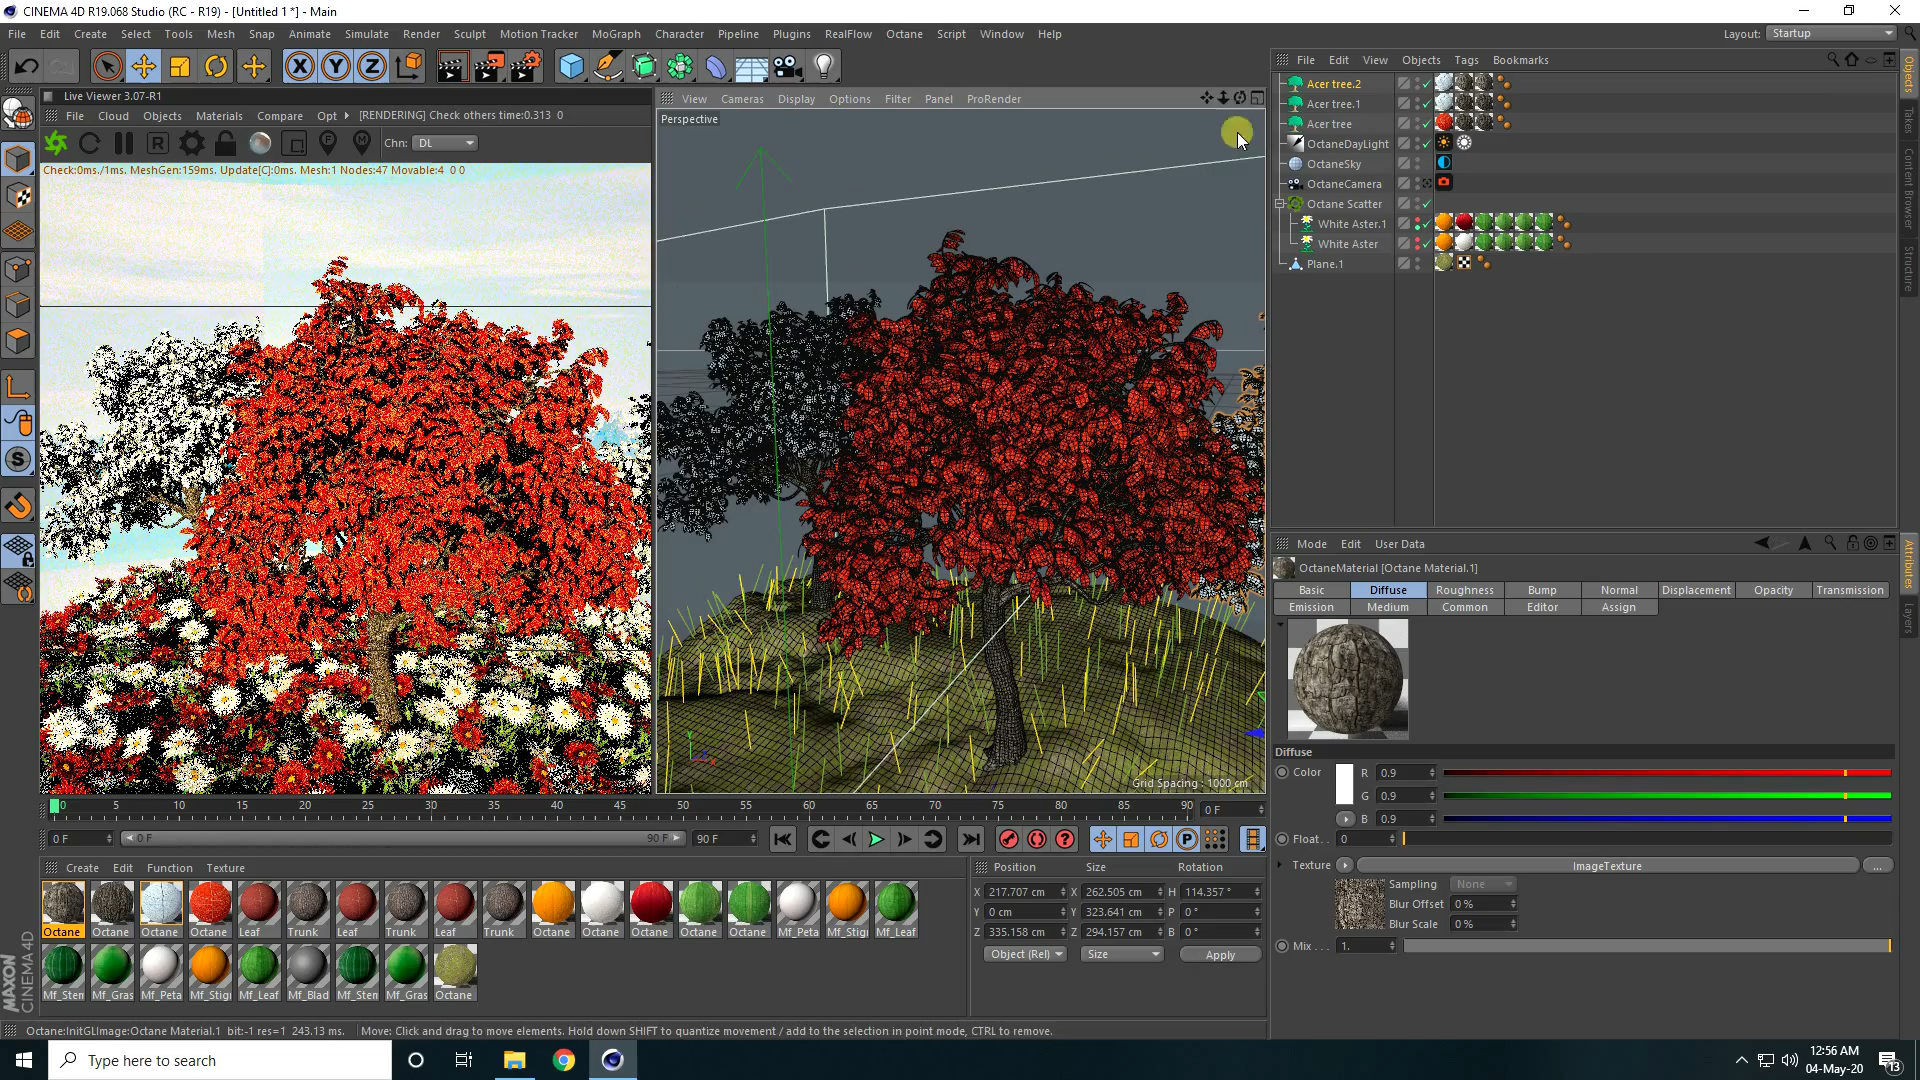 CINEMA 4D R19.068 Studio (RC - R19) - [Untitled 1 *] - Main
File Edit Create Select Tools Mesh Snap Animate Simulate Render Sculpt Motion Tracker MoGraph Character Pipeline Plugins RealFlow Octane Script Window Help
Layout: Startup
Live Viewer 3.07-R1
File Cloud Objects Materials Compare Opt [RENDERING] Check others time:0.313 0
Chn: DL
Check:0ms./1ms. MeshGen:159ms. Update[C]:0ms. Mesh:1 Nodes:47 Movable:4 0 0
View Cameras Display Options Filter Panel ProRender
Perspective
Grid Spacing : 1000 cm
File Edit View Objects Tags Bookmarks
Acer tree.2
Acer tree.1
Acer tree
OctaneDayLight
OctaneSky
OctaneCamera
Octane Scatter
White Aster.1
White Aster
Plane.1
Objects
Takes
Content Browser
Structure
Mode Edit User Data
OctaneMaterial [Octane Material.1]
Basic Diffuse Roughness Bump Normal Displacement Opacity Transmission
Emission Medium Common Editor Assign
Attributes
Layers
Diffuse
Color R 0.9
G 0.9
B 0.9
Float . . 0
Texture ImageTexture ...
Sampling None
Blur Offset 0 %
Blur Scale 0 %
Mix . . . 1.
0 5 10 15 20 25 30 35 40 45 50 55 60 65 70 75 80 85 90 0 F
0 F 0 F 90 F 90 F
Create Edit Function Texture
Octane Octane Octane Octane Leaf Trunk Leaf Trunk Leaf Trunk Octane Octane Octane Octane Octane Mf_Peta Mf_Stig Mf_Leaf
Mf_Stem Mf_Gras Mf_Peta Mf_Stig Mf_Leaf Mf_Blad Mf_Stem Mf_Gras Octane
Position Size Rotation
X 217.707 cm X 262.505 cm H 114.357 °
Y 0 cm Y 323.641 cm P 0 °
Z 335.158 cm Z 294.157 cm B 0 °
Object (Rel) Size Apply
MAXON
CINEMA 4D
Octane:InitGLImage:Octane Material.1 bit:-1 res=1 243.13 ms. Move: Click and drag to move elements. Hold down SHIFT to quantize movement / add to the selection in point mode, CTRL to remove.
Type here to search
12:56 AM
04-May-20
13